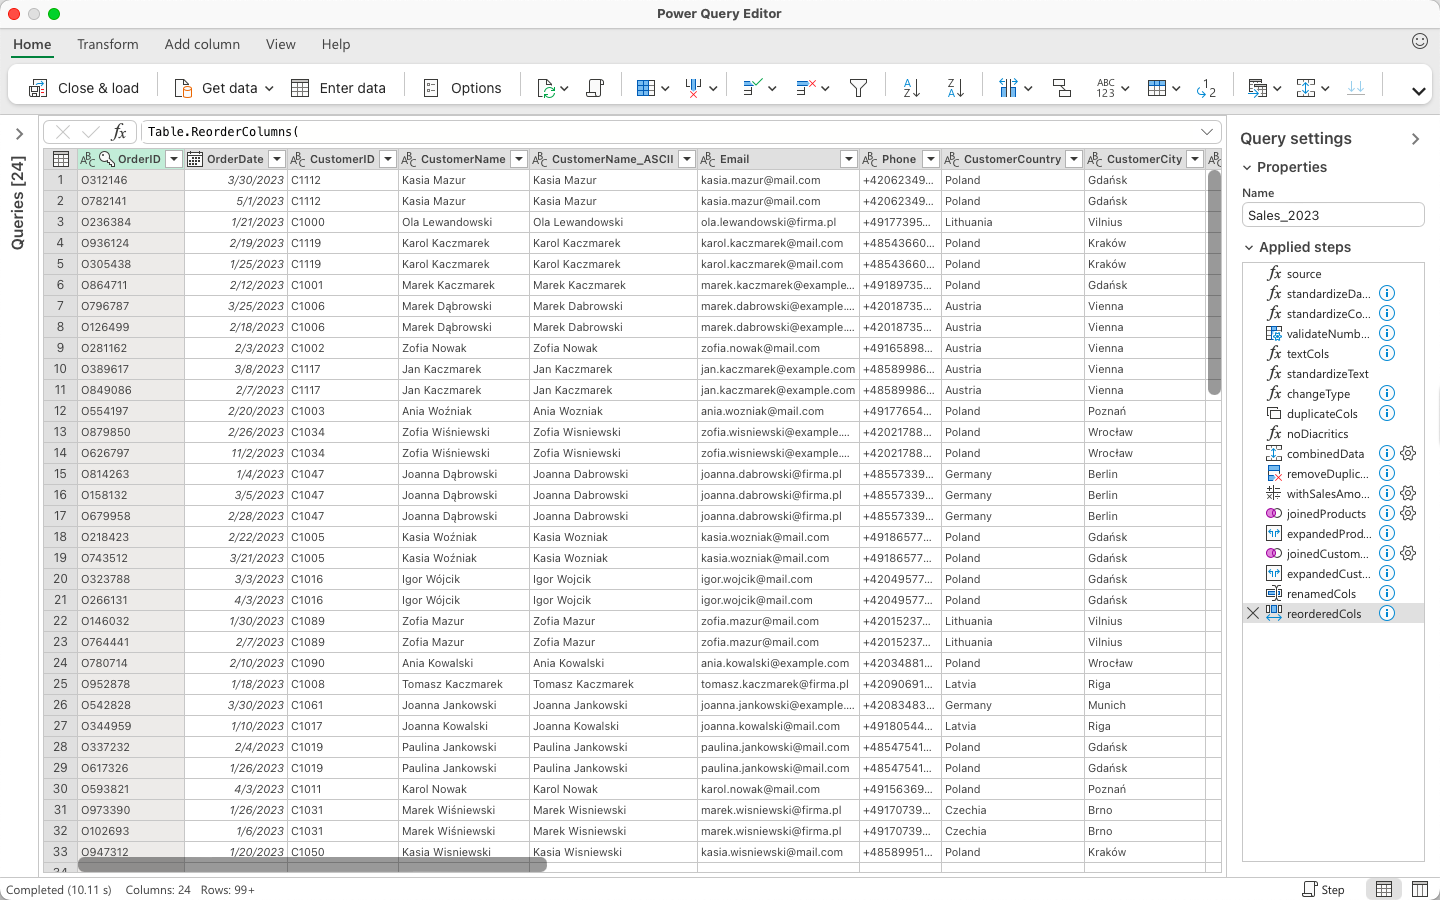 Power Query Editor
Home Transform Add column View Help
Close & load Get data Enter data Options
Table.ReorderColumns(
Queries [24]
OrderID OrderDate CustomerID CustomerName CustomerName_ASCII Email Phone CustomerCountry CustomerCity
1 O312146 3/30/2023 C1112 Kasia Mazur Kasia Mazur kasia.mazur@mail.com +42062349... Poland Gdańsk
2 O782141 5/1/2023 C1112 Kasia Mazur Kasia Mazur kasia.mazur@mail.com +42062349... Poland Gdańsk
3 O236384 1/21/2023 C1000 Ola Lewandowski Ola Lewandowski ola.lewandowski@firma.pl +49177395... Lithuania Vilnius
4 O936124 2/19/2023 C1119 Karol Kaczmarek Karol Kaczmarek karol.kaczmarek@mail.com +48543660... Poland Kraków
5 O305438 1/25/2023 C1119 Karol Kaczmarek Karol Kaczmarek karol.kaczmarek@mail.com +48543660... Poland Kraków
6 O864711 2/12/2023 C1001 Marek Kaczmarek Marek Kaczmarek marek.kaczmarek@example... +49189735... Poland Gdańsk
7 O796787 3/25/2023 C1006 Marek Dąbrowski Marek Dabrowski marek.dabrowski@example.... +42018735... Austria Vienna
8 O126499 2/18/2023 C1006 Marek Dąbrowski Marek Dabrowski marek.dabrowski@example.... +42018735... Austria Vienna
9 O281162 2/3/2023 C1002 Zofia Nowak Zofia Nowak zofia.nowak@mail.com +49165898... Austria Vienna
10 O389617 3/8/2023 C1117 Jan Kaczmarek Jan Kaczmarek jan.kaczmarek@example.com +48589986... Austria Vienna
11 O849086 2/7/2023 C1117 Jan Kaczmarek Jan Kaczmarek jan.kaczmarek@example.com +48589986... Austria Vienna
12 O554197 2/20/2023 C1003 Ania Woźniak Ania Wozniak ania.wozniak@mail.com +49177654... Poland Poznań
13 O879850 2/26/2023 C1034 Zofia Wiśniewski Zofia Wisniewski zofia.wisniewski@example.... +42021788... Poland Wrocław
14 O626797 11/2/2023 C1034 Zofia Wiśniewski Zofia Wisniewski zofia.wisniewski@example.... +42021788... Poland Wrocław
15 O814263 1/4/2023 C1047 Joanna Dąbrowski Joanna Dabrowski joanna.dabrowski@firma.pl +48557339... Germany Berlin
16 O158132 3/5/2023 C1047 Joanna Dąbrowski Joanna Dabrowski joanna.dabrowski@firma.pl +48557339... Germany Berlin
17 O679958 2/28/2023 C1047 Joanna Dąbrowski Joanna Dabrowski joanna.dabrowski@firma.pl +48557339... Germany Berlin
18 O218423 2/22/2023 C1005 Kasia Woźniak Kasia Wozniak kasia.wozniak@mail.com +49186577... Poland Gdańsk
19 O743512 3/21/2023 C1005 Kasia Woźniak Kasia Wozniak kasia.wozniak@mail.com +49186577... Poland Gdańsk
20 O323788 3/3/2023 C1016 Igor Wójcik Igor Wojcik igor.wojcik@mail.com +42049577... Poland Gdańsk
21 O266131 4/3/2023 C1016 Igor Wójcik Igor Wojcik igor.wojcik@mail.com +42049577... Poland Gdańsk
22 O146032 1/30/2023 C1089 Zofia Mazur Zofia Mazur zofia.mazur@mail.com +42015237... Lithuania Vilnius
23 O764441 2/7/2023 C1089 Zofia Mazur Zofia Mazur zofia.mazur@mail.com +42015237... Lithuania Vilnius
24 O780714 2/10/2023 C1090 Ania Kowalski Ania Kowalski ania.kowalski@example.com +42034881... Poland Wrocław
25 O952878 1/18/2023 C1008 Tomasz Kaczmarek Tomasz Kaczmarek tomasz.kaczmarek@firma.pl +42090691... Latvia Riga
26 O542828 3/30/2023 C1061 Joanna Jankowski Joanna Jankowski joanna.jankowski@example.... +42083483... Germany Munich
27 O344959 1/10/2023 C1017 Joanna Kowalski Joanna Kowalski joanna.kowalski@mail.com +49180544... Latvia Riga
28 O337232 2/4/2023 C1019 Paulina Jankowski Paulina Jankowski paulina.jankowski@mail.com +48547541... Poland Gdańsk
29 O617326 1/26/2023 C1019 Paulina Jankowski Paulina Jankowski paulina.jankowski@mail.com +48547541... Poland Gdańsk
30 O593821 4/3/2023 C1011 Karol Nowak Karol Nowak karol.nowak@mail.com +49156369... Poland Poznań
31 O973390 1/26/2023 C1031 Marek Wiśniewski Marek Wisniewski marek.wisniewski@firma.pl +49170739... Czechia Brno
32 O102693 1/6/2023 C1031 Marek Wiśniewski Marek Wisniewski marek.wisniewski@firma.pl +49170739... Czechia Brno
33 O947312 1/20/2023 C1050 Kasia Wisniewski Kasia Wisniewski kasia.wisniewski@mail.com +48589951... Poland Kraków
34
Query settings
Properties
Name
Sales_2023
Applied steps
source
standardizeDa...
standardizeCo...
validateNumb...
textCols
standardizeText
changeType
duplicateCols
noDiacritics
combinedData
removeDuplic...
withSalesAmo...
joinedProducts
expandedProd...
joinedCustom...
expandedCust...
renamedCols
reorderedCols
Completed (10.11 s) Columns: 24 Rows: 99+
Step